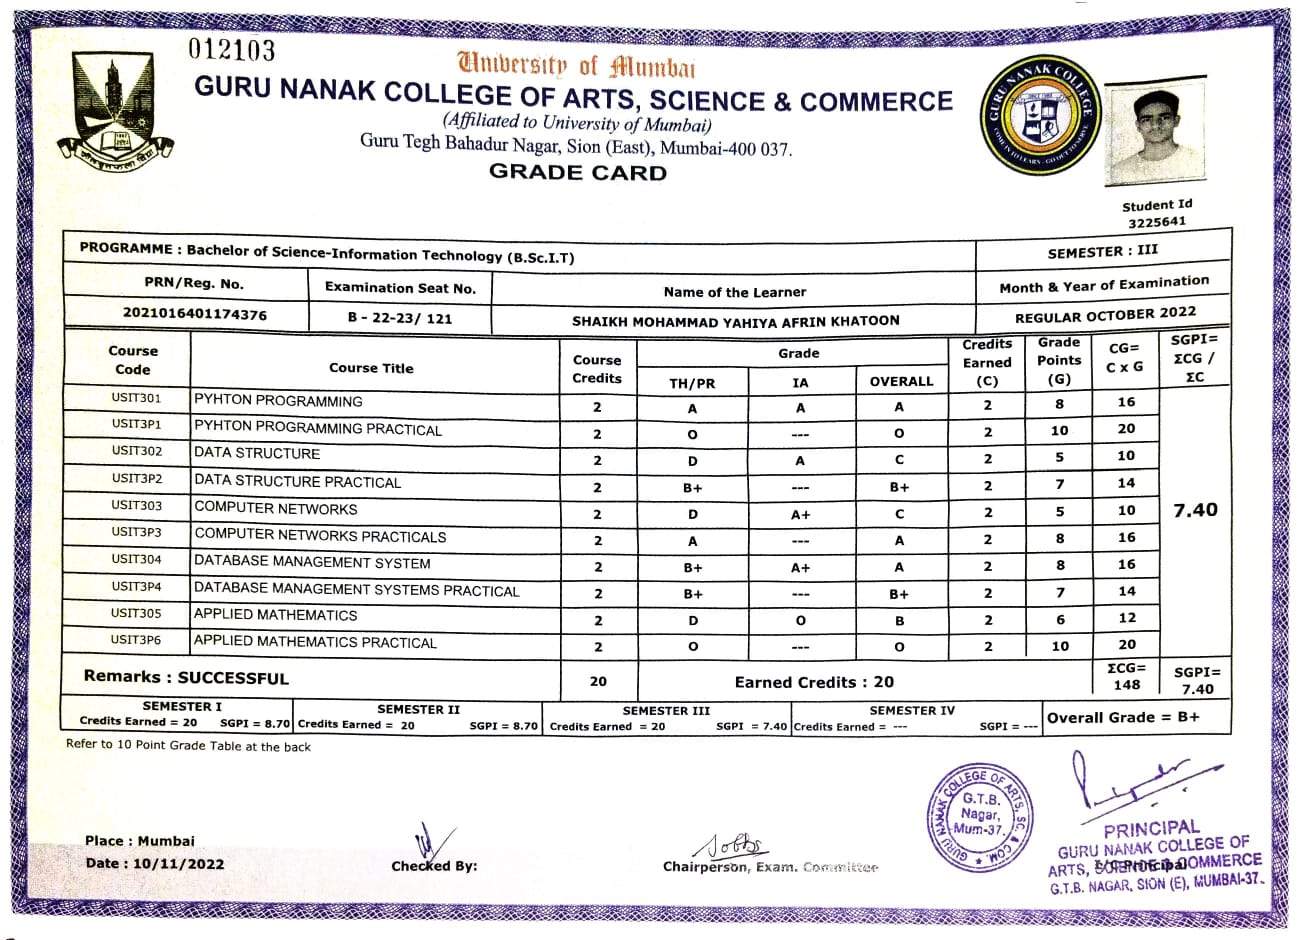 012103
University of Mumbai
GURU NANAK COLLEGE OF ARTS, SCIENCE & COMMERCE
(Affiliated to University of Mumbai)
Guru Tegh Bahadur Nagar, Sion (East), Mumbai-400 037.
GRADE CARD
GURU NANAK COLLEGE
COME IN TO LEARN - GO OUT TO SERVE
Student Id
3225641
PROGRAMME : Bachelor of Science-Information Technology (B.Sc.I.T) SEMESTER : III
PRN/Reg. No. Examination Seat No. Name of the Learner Month & Year of Examination
2021016401174376 B - 22-23/ 121 SHAIKH MOHAMMAD YAHIYA AFRIN KHATOON REGULAR OCTOBER 2022
Course Code Course Title Course Credits Grade Credits Earned (C) Grade Points (G) CG= C x G SGPI= ΣCG / ΣC
TH/PR IA OVERALL
USIT301 PYHTON PROGRAMMING 2 A A A 2 8 16
USIT3P1 PYHTON PROGRAMMING PRACTICAL 2 O --- O 2 10 20
USIT302 DATA STRUCTURE 2 D A C 2 5 10
USIT3P2 DATA STRUCTURE PRACTICAL 2 B+ --- B+ 2 7 14
USIT303 COMPUTER NETWORKS 2 D A+ C 2 5 10 7.40
USIT3P3 COMPUTER NETWORKS PRACTICALS 2 A --- A 2 8 16
USIT304 DATABASE MANAGEMENT SYSTEM 2 B+ A+ A 2 8 16
USIT3P4 DATABASE MANAGEMENT SYSTEMS PRACTICAL 2 B+ --- B+ 2 7 14
USIT305 APPLIED MATHEMATICS 2 D O B 2 6 12
USIT3P6 APPLIED MATHEMATICS PRACTICAL 2 O --- O 2 10 20
Remarks : SUCCESSFUL 20 Earned Credits : 20 ΣCG= 148 SGPI= 7.40
SEMESTER I SEMESTER II SEMESTER III SEMESTER IV Overall Grade = B+
Credits Earned = 20 SGPI = 8.70 Credits Earned = 20 SGPI = 8.70 Credits Earned = 20 SGPI = 7.40 Credits Earned = --- SGPI = ---
Refer to 10 Point Grade Table at the back
GURU NANAK COLLEGE OF ARTS, SC. & COM.
G.T.B.
Nagar,
Mum-37.
Place : Mumbai
Date : 10/11/2022
Checked By:
Chairperson, Exam. Committee
I/C Principal
PRINCIPAL
GURU NANAK COLLEGE OF
ARTS, SCIENCE & COMMERCE
G.T.B. NAGAR, SION (E), MUMBAI-37.